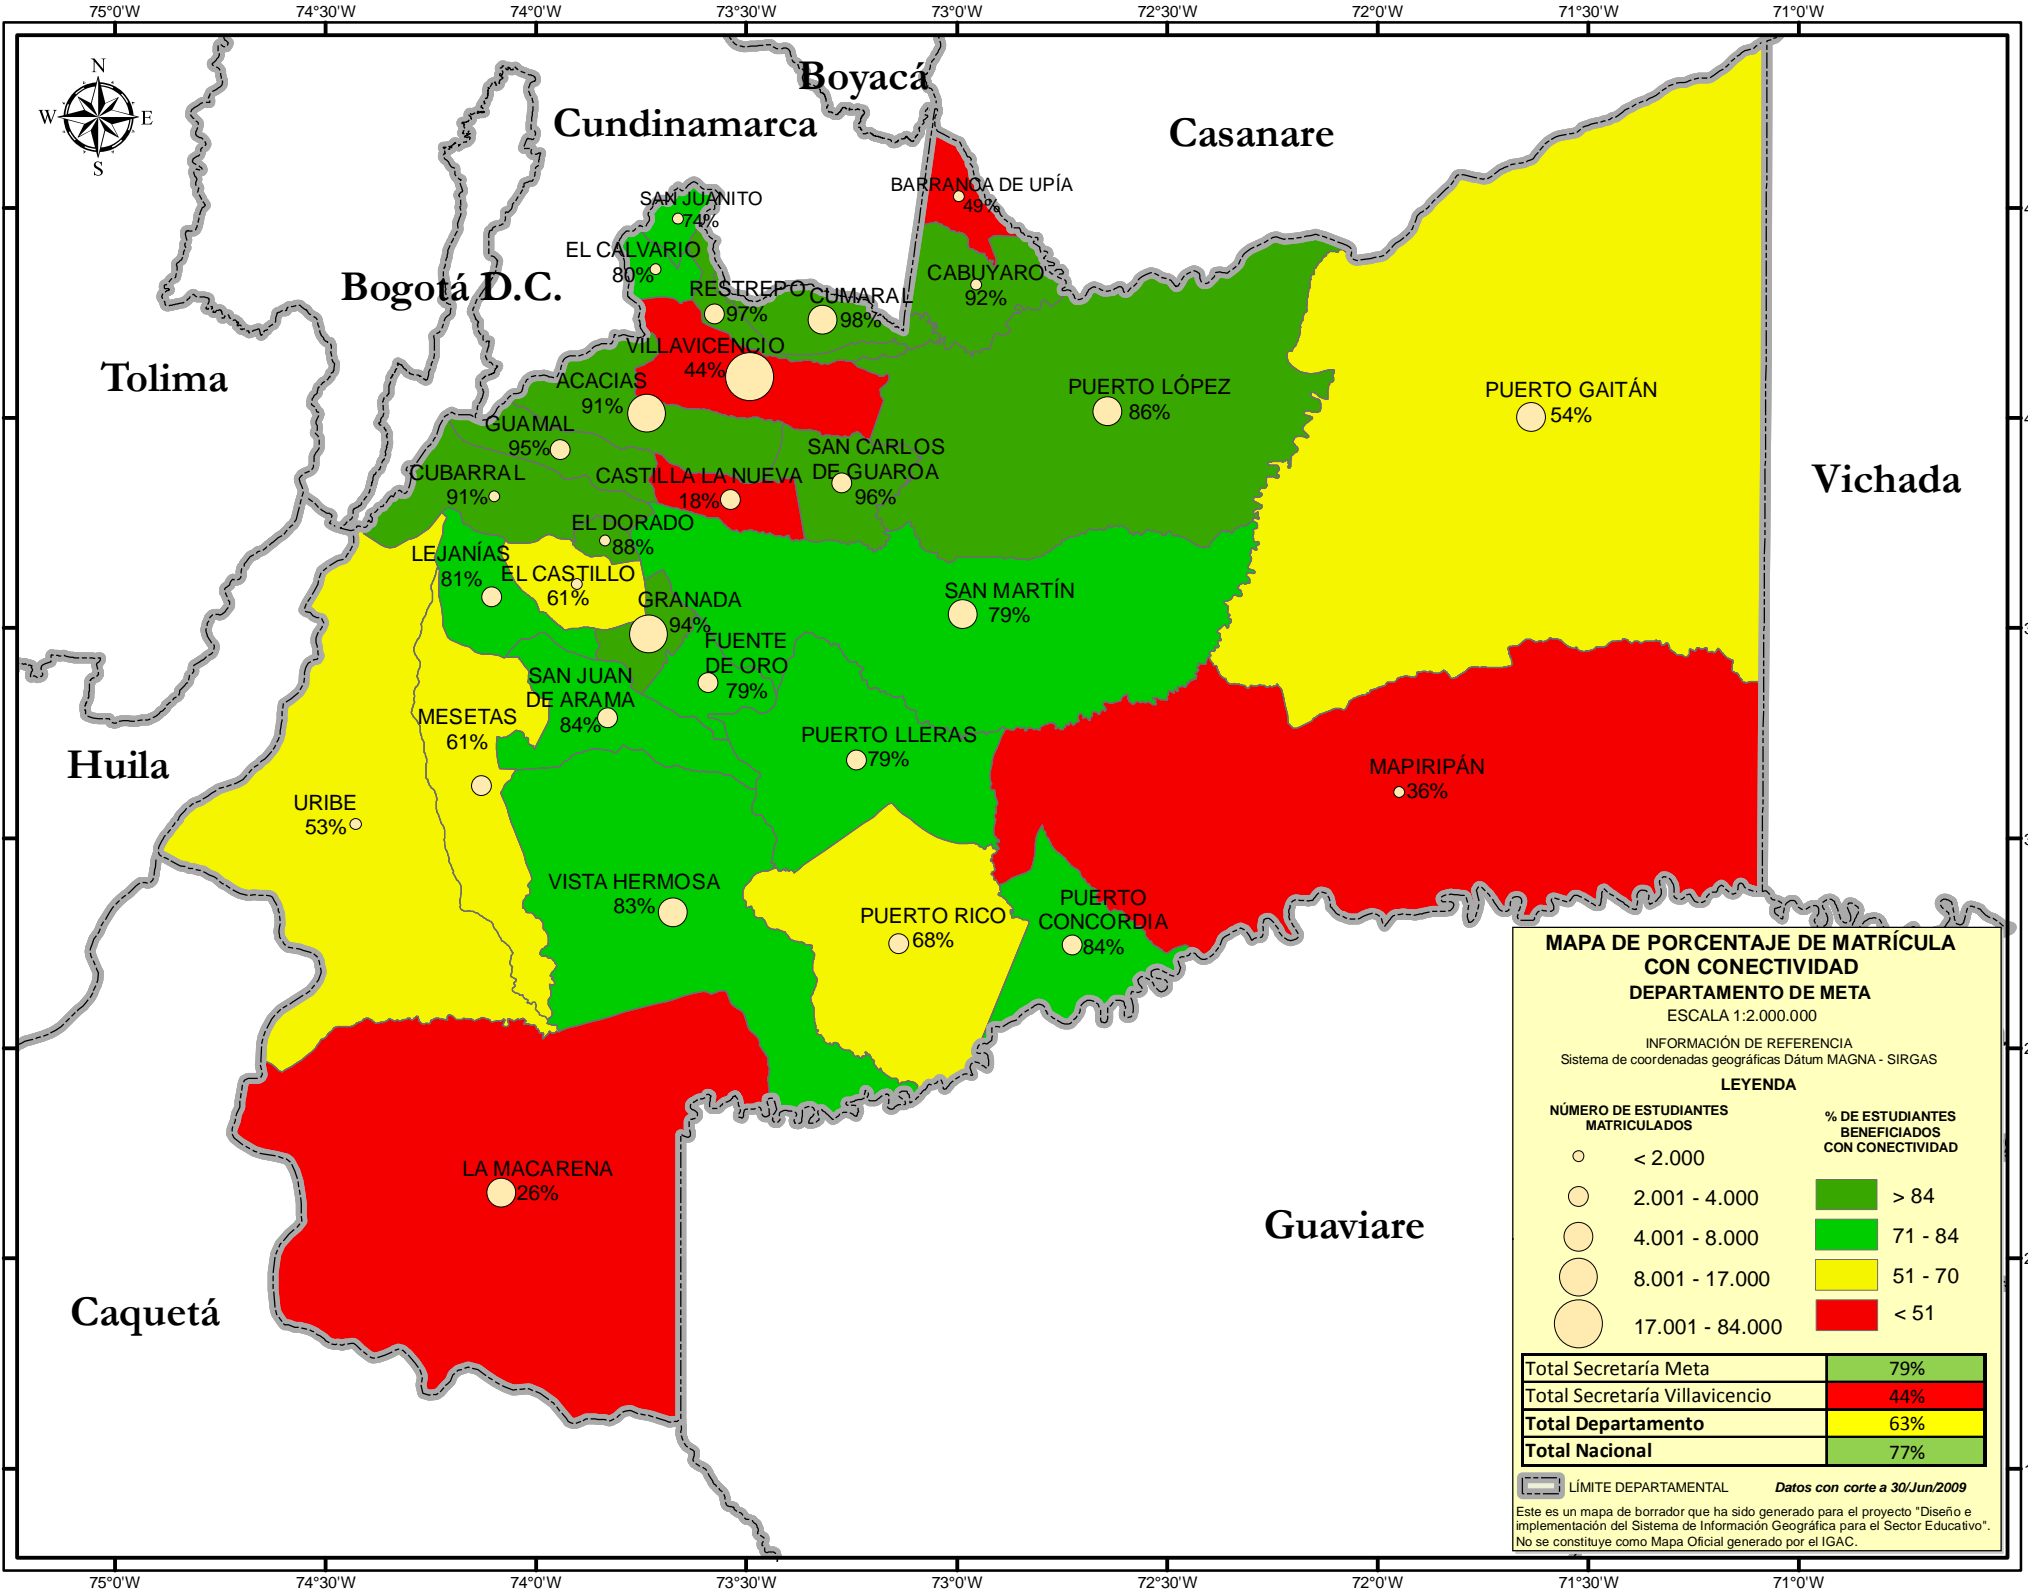 75°0'W 74°30'W 74°0'W 73°30'W 73°0'W 72°30'W 72°0'W 71°30'W 71°0'W
N
W E
S
Boyacá
Cundinamarca
Casanare
Bogotá D.C.
Tolima
Vichada
Huila
Guaviare
Caquetá
BARRANCA DE UPÍA
49%
SAN JUANITO
74%
EL CALVARIO
80%
CABUYARO
92%
RESTREPO
97%
CUMARAL
98%
VILLAVICENCIO
44%
ACACIAS
91%
PUERTO LÓPEZ
86%
PUERTO GAITÁN
54%
GUAMAL
95%
SAN CARLOS
DE GUAROA
96%
CUBARRAL
91%
CASTILLA LA NUEVA
18%
EL DORADO
88%
LEJANÍAS
81%
EL CASTILLO
61%
GRANADA
94%
SAN MARTÍN
79%
FUENTE
DE ORO
79%
SAN JUAN
DE ARAMA
84%
MESETAS
61%
PUERTO LLERAS
79%
MAPIRIPÁN
36%
URIBE
53%
VISTA HERMOSA
83%
PUERTO RICO
68%
PUERTO
CONCORDIA
84%
LA MACARENA
26%
MAPA DE PORCENTAJE DE MATRÍCULA
CON CONECTIVIDAD
DEPARTAMENTO DE META
ESCALA 1:2.000.000
INFORMACIÓN DE REFERENCIA
Sistema de coordenadas geográficas Dátum MAGNA - SIRGAS
LEYENDA
NÚMERO DE ESTUDIANTES
MATRICULADOS
< 2.000
2.001 - 4.000
4.001 - 8.000
8.001 - 17.000
17.001 - 84.000
% DE ESTUDIANTES
BENEFICIADOS
CON CONECTIVIDAD
> 84
71 - 84
51 - 70
< 51
Total Secretaría Meta 79%
Total Secretaría Villavicencio 44%
Total Departamento 63%
Total Nacional 77%
LÍMITE DEPARTAMENTAL Datos con corte a 30/Jun/2009
Este es un mapa de borrador que ha sido generado para el proyecto "Diseño e
implementación del Sistema de Información Geográfica para el Sector Educativo".
No se constituye como Mapa Oficial generado por el IGAC.
75°0'W 74°30'W 74°0'W 73°30'W 73°0'W 72°30'W 72°0'W 71°30'W 71°0'W